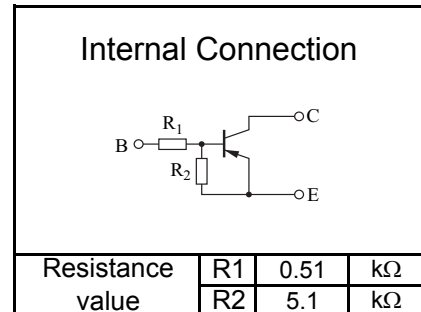 Internal Connection
C
R1
B
R2
E
Resistance value R1 0.51 kΩ
R2 5.1 kΩ